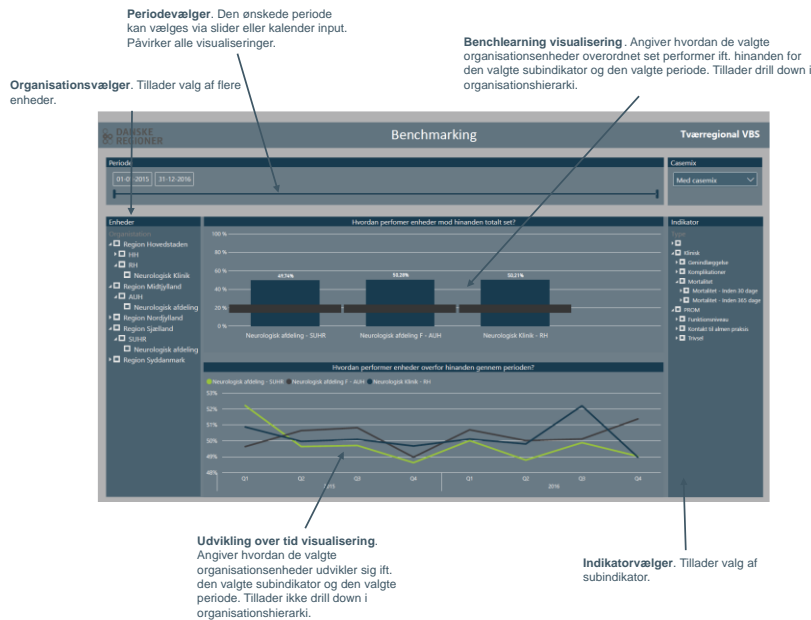 Periodevælger. Den ønskede periode
kan vælges via slider eller kalender input.
Påvirker alle visualiseringer.
Benchlearning visualisering. Angiver hvordan de valgte
organisationsenheder overordnet set performer ift. hinanden for
den valgte subindikator og den valgte periode. Tillader drill down i
organisationshierarki.
Organisationsvælger. Tillader valg af flere
enheder.
DANSKE
REGIONER
Benchmarking
Tværregional VBS
Periode
31-12-2016
Casemix
Med casemix
Enheder
Organization
Region Hovedstaden
HH
RH
Neurologisk Klinik
Region Midtjylland
AUH
Neurologisk afdeling
Region Nordjylland
Region Sjælland
SUHR
Neurologisk afdeling
Region Syddanmark
Hvordan perfomer enheder mod hinanden totalt set?
100 %
80 %
60 %
40 %
20 %
0 %
49,74%
50,29%
50,21%
Neurologisk afdeling - SUHR
Neurologisk afdeling F - AUH
Neurologisk Klinik - RH
Indikator
Type
Klinisk
Genindlæggelse
Komplikationer
Mortalitet
Mortalitet - Inden 30 dage
Mortalitet - Inden 365 dage
PROM
Funktionsniveau
Kontakt til almen praksis
Trivsel
Hvordan performer enheder overfor hinanden gennem perioden?
Neurologisk afdeling - SUHR Neurologisk afdeling F - AUH Neurologisk Klinik - RH
53%
52%
51%
50%
49%
48%
Q1 Q2 Q3 Q4 Q1 Q2 Q3 Q4
2015 2016
Udvikling over tid visualisering.
Angiver hvordan de valgte
organisationsenheder udvikler sig ift.
den valgte subindikator og den valgte
periode. Tillader ikke drill down i
organisationshierarki.
Indikatorvælger. Tillader valg af
subindikator.